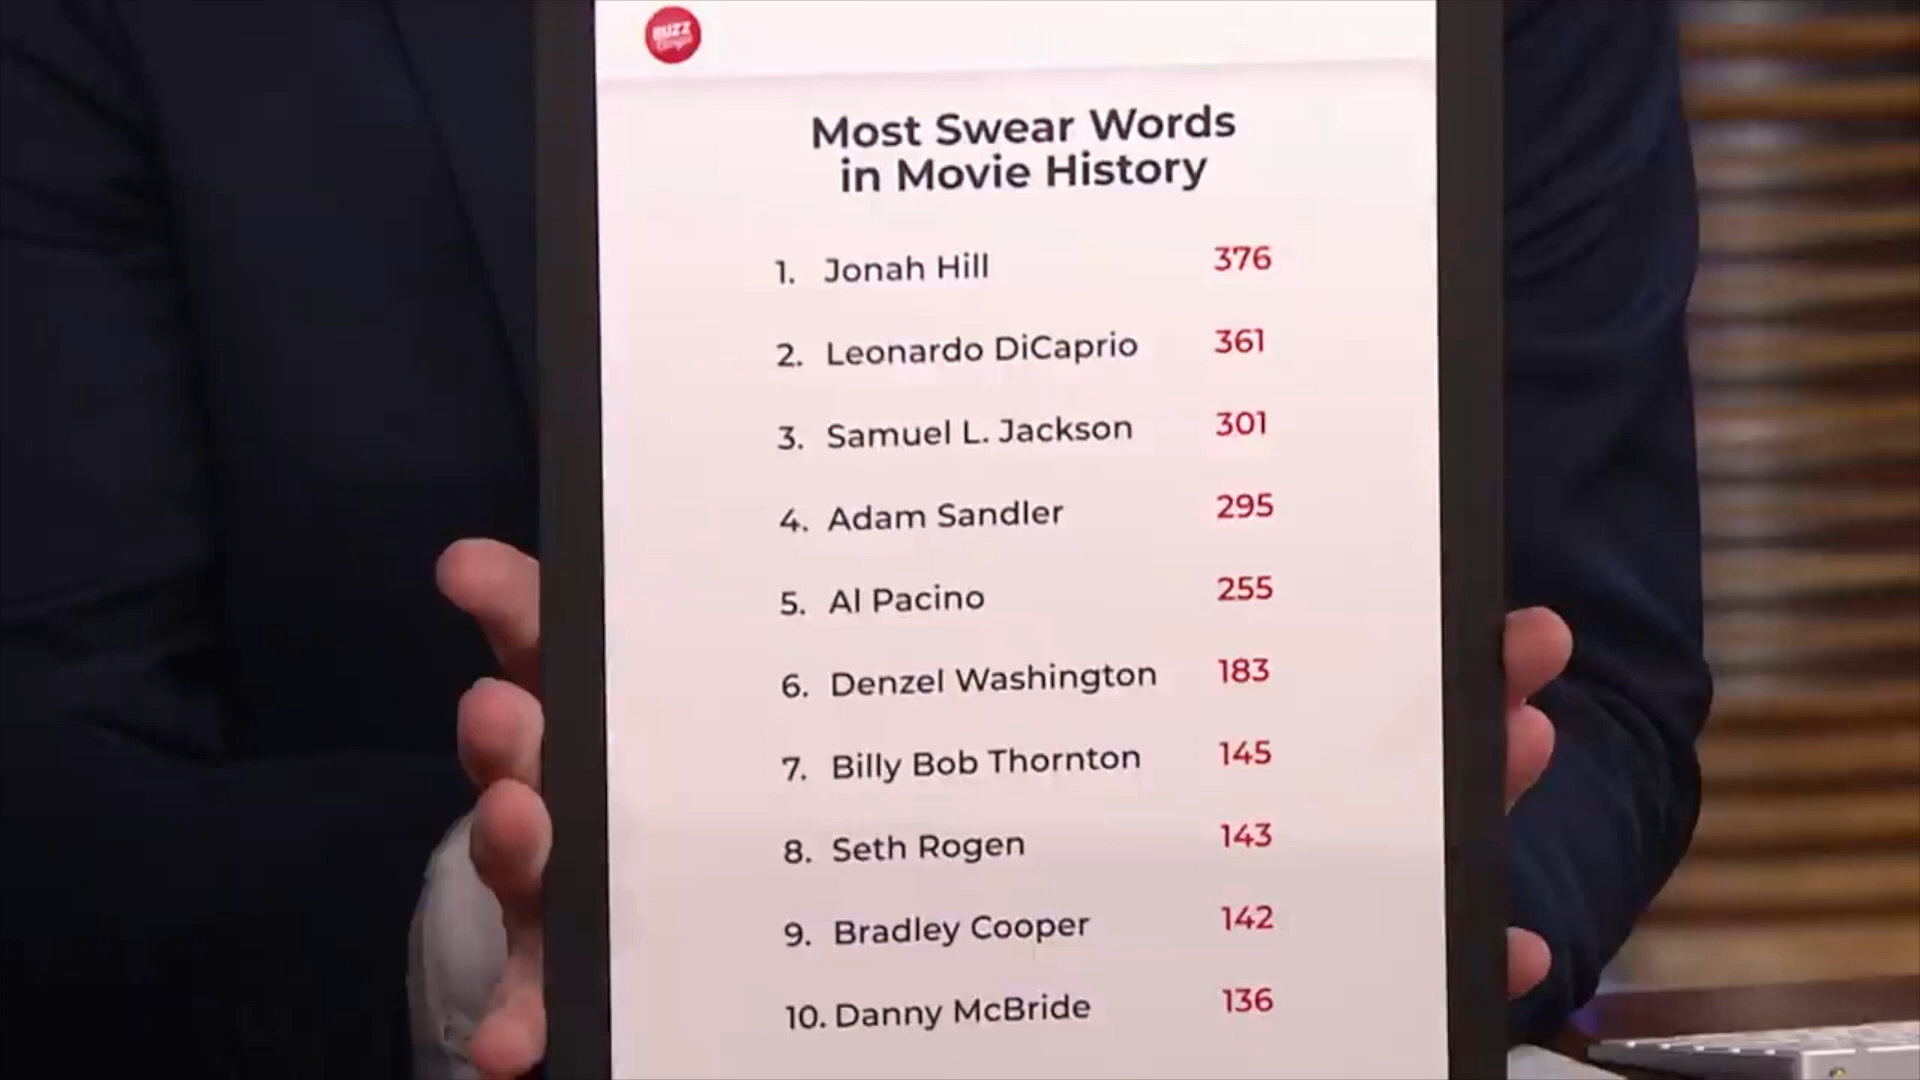 BUZZ
Bingo
Most Swear Words
in Movie History
1. Jonah Hill 376
2. Leonardo DiCaprio 361
3. Samuel L. Jackson 301
4. Adam Sandler 295
5. Al Pacino 255
6. Denzel Washington 183
7. Billy Bob Thornton 145
8. Seth Rogen 143
9. Bradley Cooper 142
10. Danny McBride 136